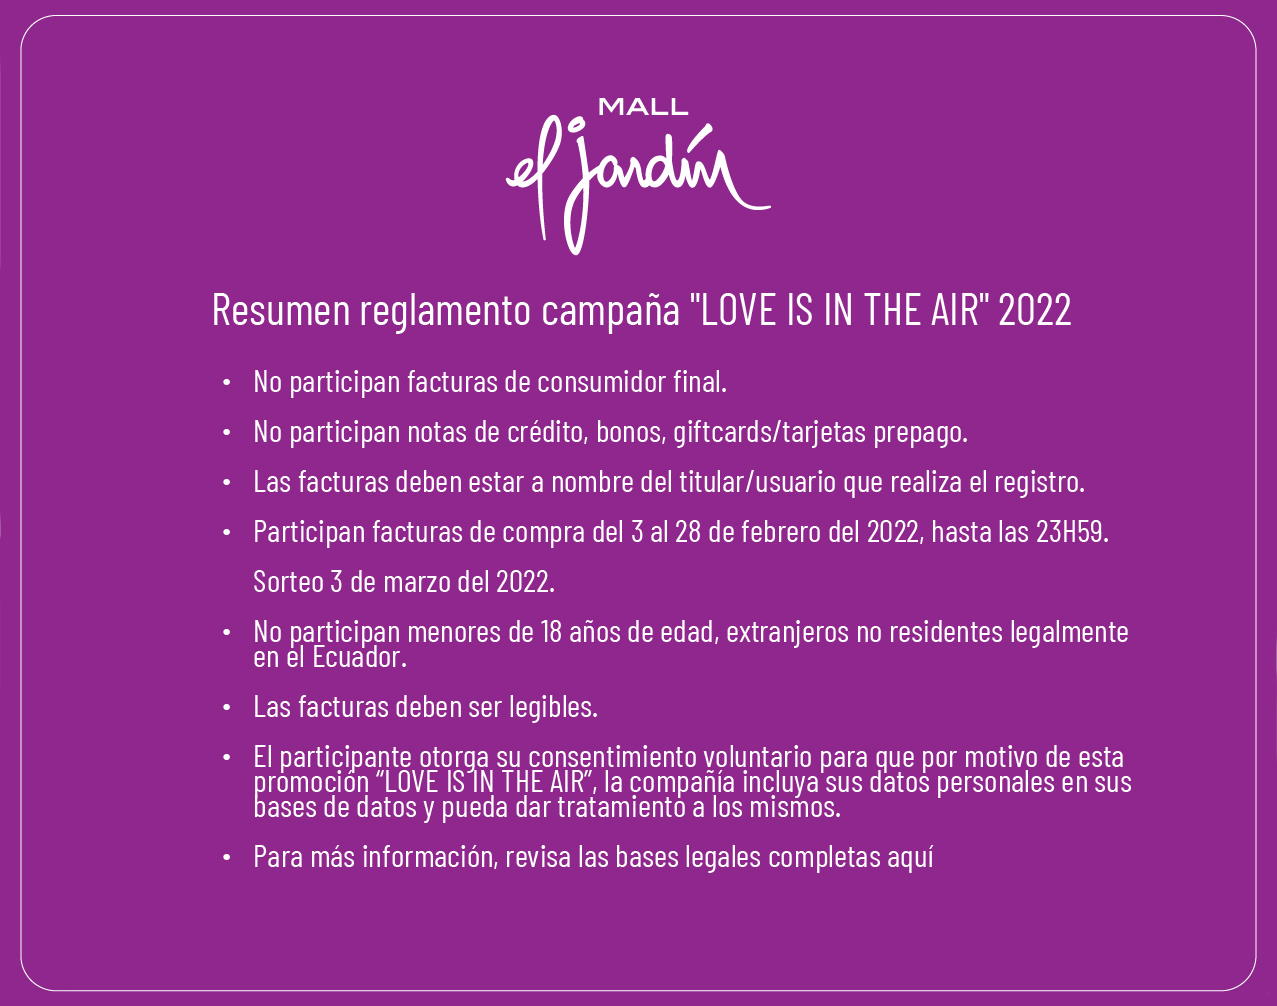 MALL
el jardín
Resumen reglamento campaña "LOVE IS IN THE AIR" 2022
• No participan facturas de consumidor final.
• No participan notas de crédito, bonos, giftcards/tarjetas prepago.
• Las facturas deben estar a nombre del titular/usuario que realiza el registro.
• Participan facturas de compra del 3 al 28 de febrero del 2022, hasta las 23H59.
Sorteo 3 de marzo del 2022.
• No participan menores de 18 años de edad, extranjeros no residentes legalmente
en el Ecuador.
• Las facturas deben ser legibles.
• El participante otorga su consentimiento voluntario para que por motivo de esta
promoción “LOVE IS IN THE AIR”, la compañía incluya sus datos personales en sus
bases de datos y pueda dar tratamiento a los mismos.
• Para más información, revisa las bases legales completas aquí